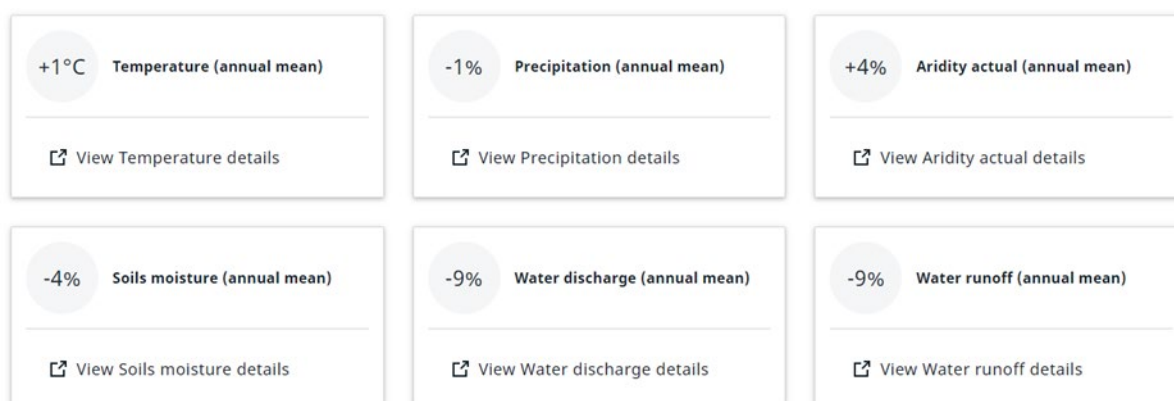 +1°C Temperature (annual mean)
View Temperature details
-1% Precipitation (annual mean)
View Precipitation details
+4% Aridity actual (annual mean)
View Aridity actual details
-4% Soils moisture (annual mean)
View Soils moisture details
-9% Water discharge (annual mean)
View Water discharge details
-9% Water runoff (annual mean)
View Water runoff details